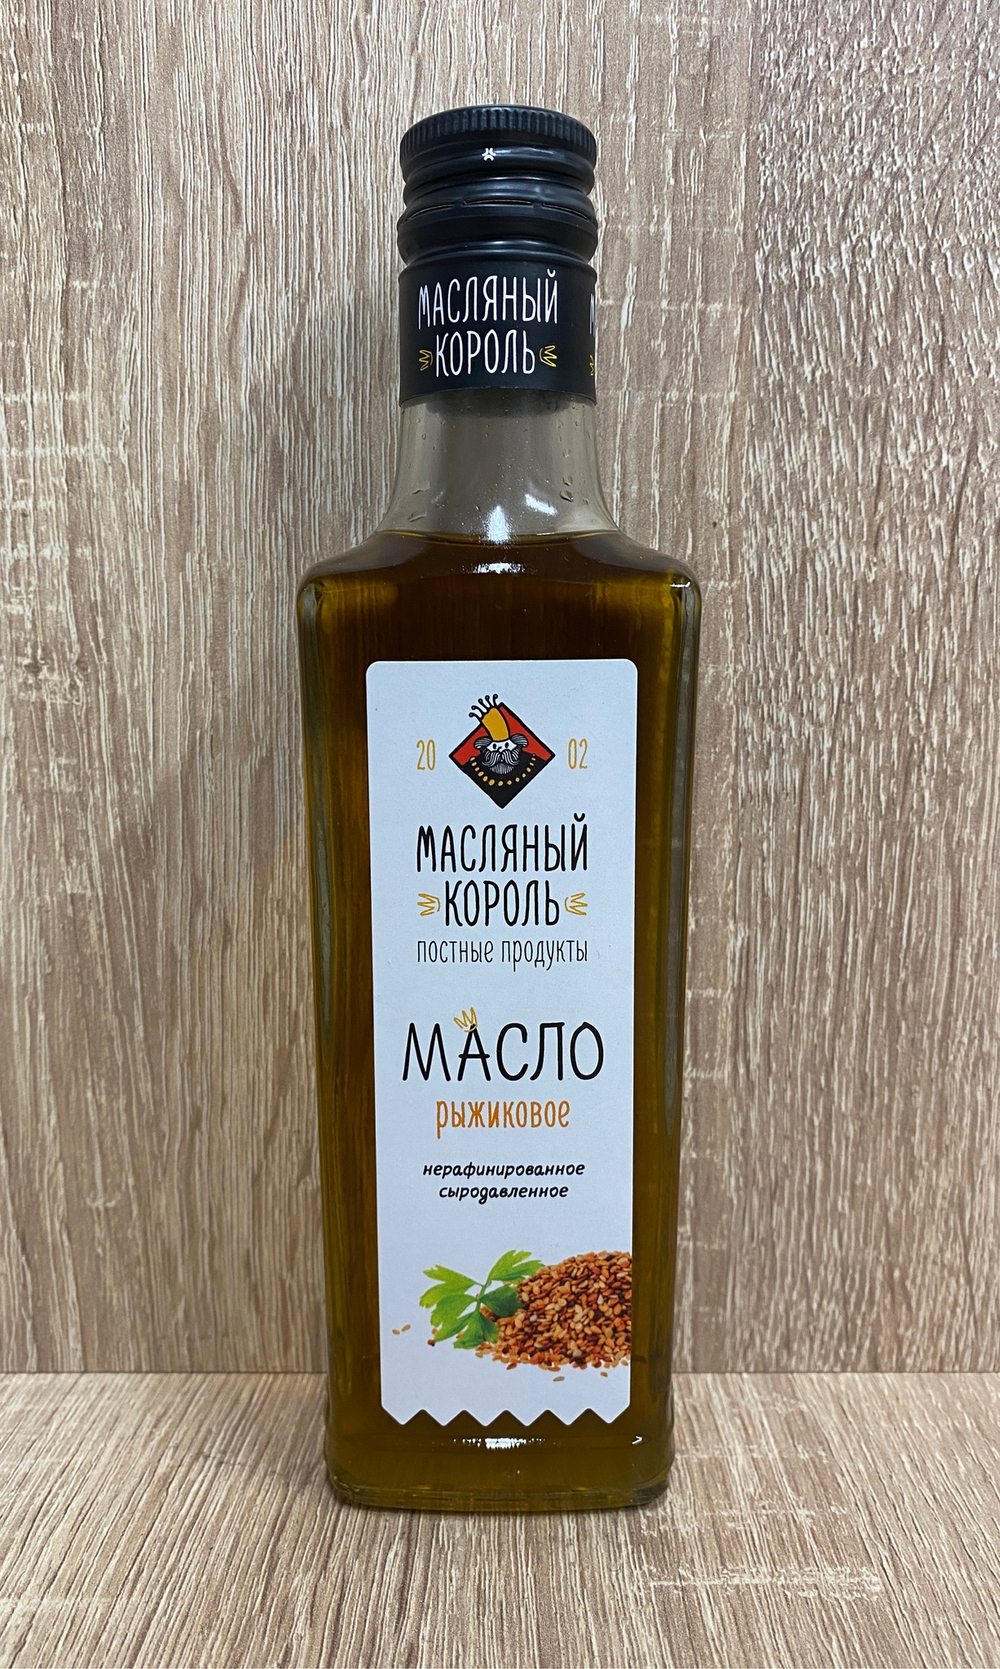 МАСЛЯНЫЙ
КОРОЛЬ
20 02
МАСЛЯНЫЙ
КОРОЛЬ
постные продукты
МАСЛО
рыжиковое
нерафинированное
сыродавленное